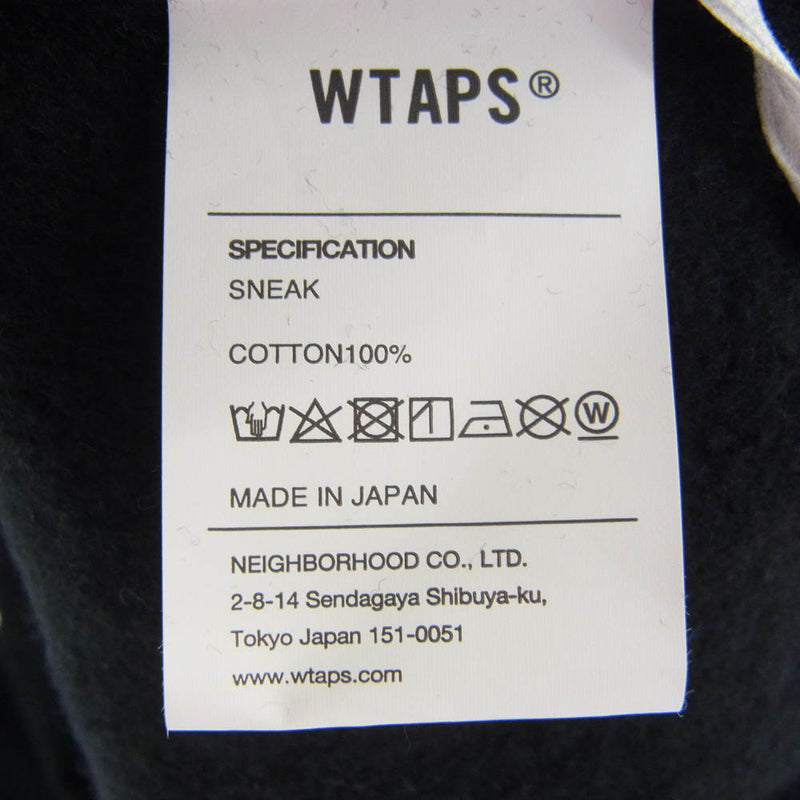 WTAPS®
SPECIFICATION
SNEAK
COTTON100%
W
MADE IN JAPAN
NEIGHBORHOOD CO., LTD.
2-8-14 Sendagaya Shibuya-ku,
Tokyo Japan 151-0051
www.wtaps.com